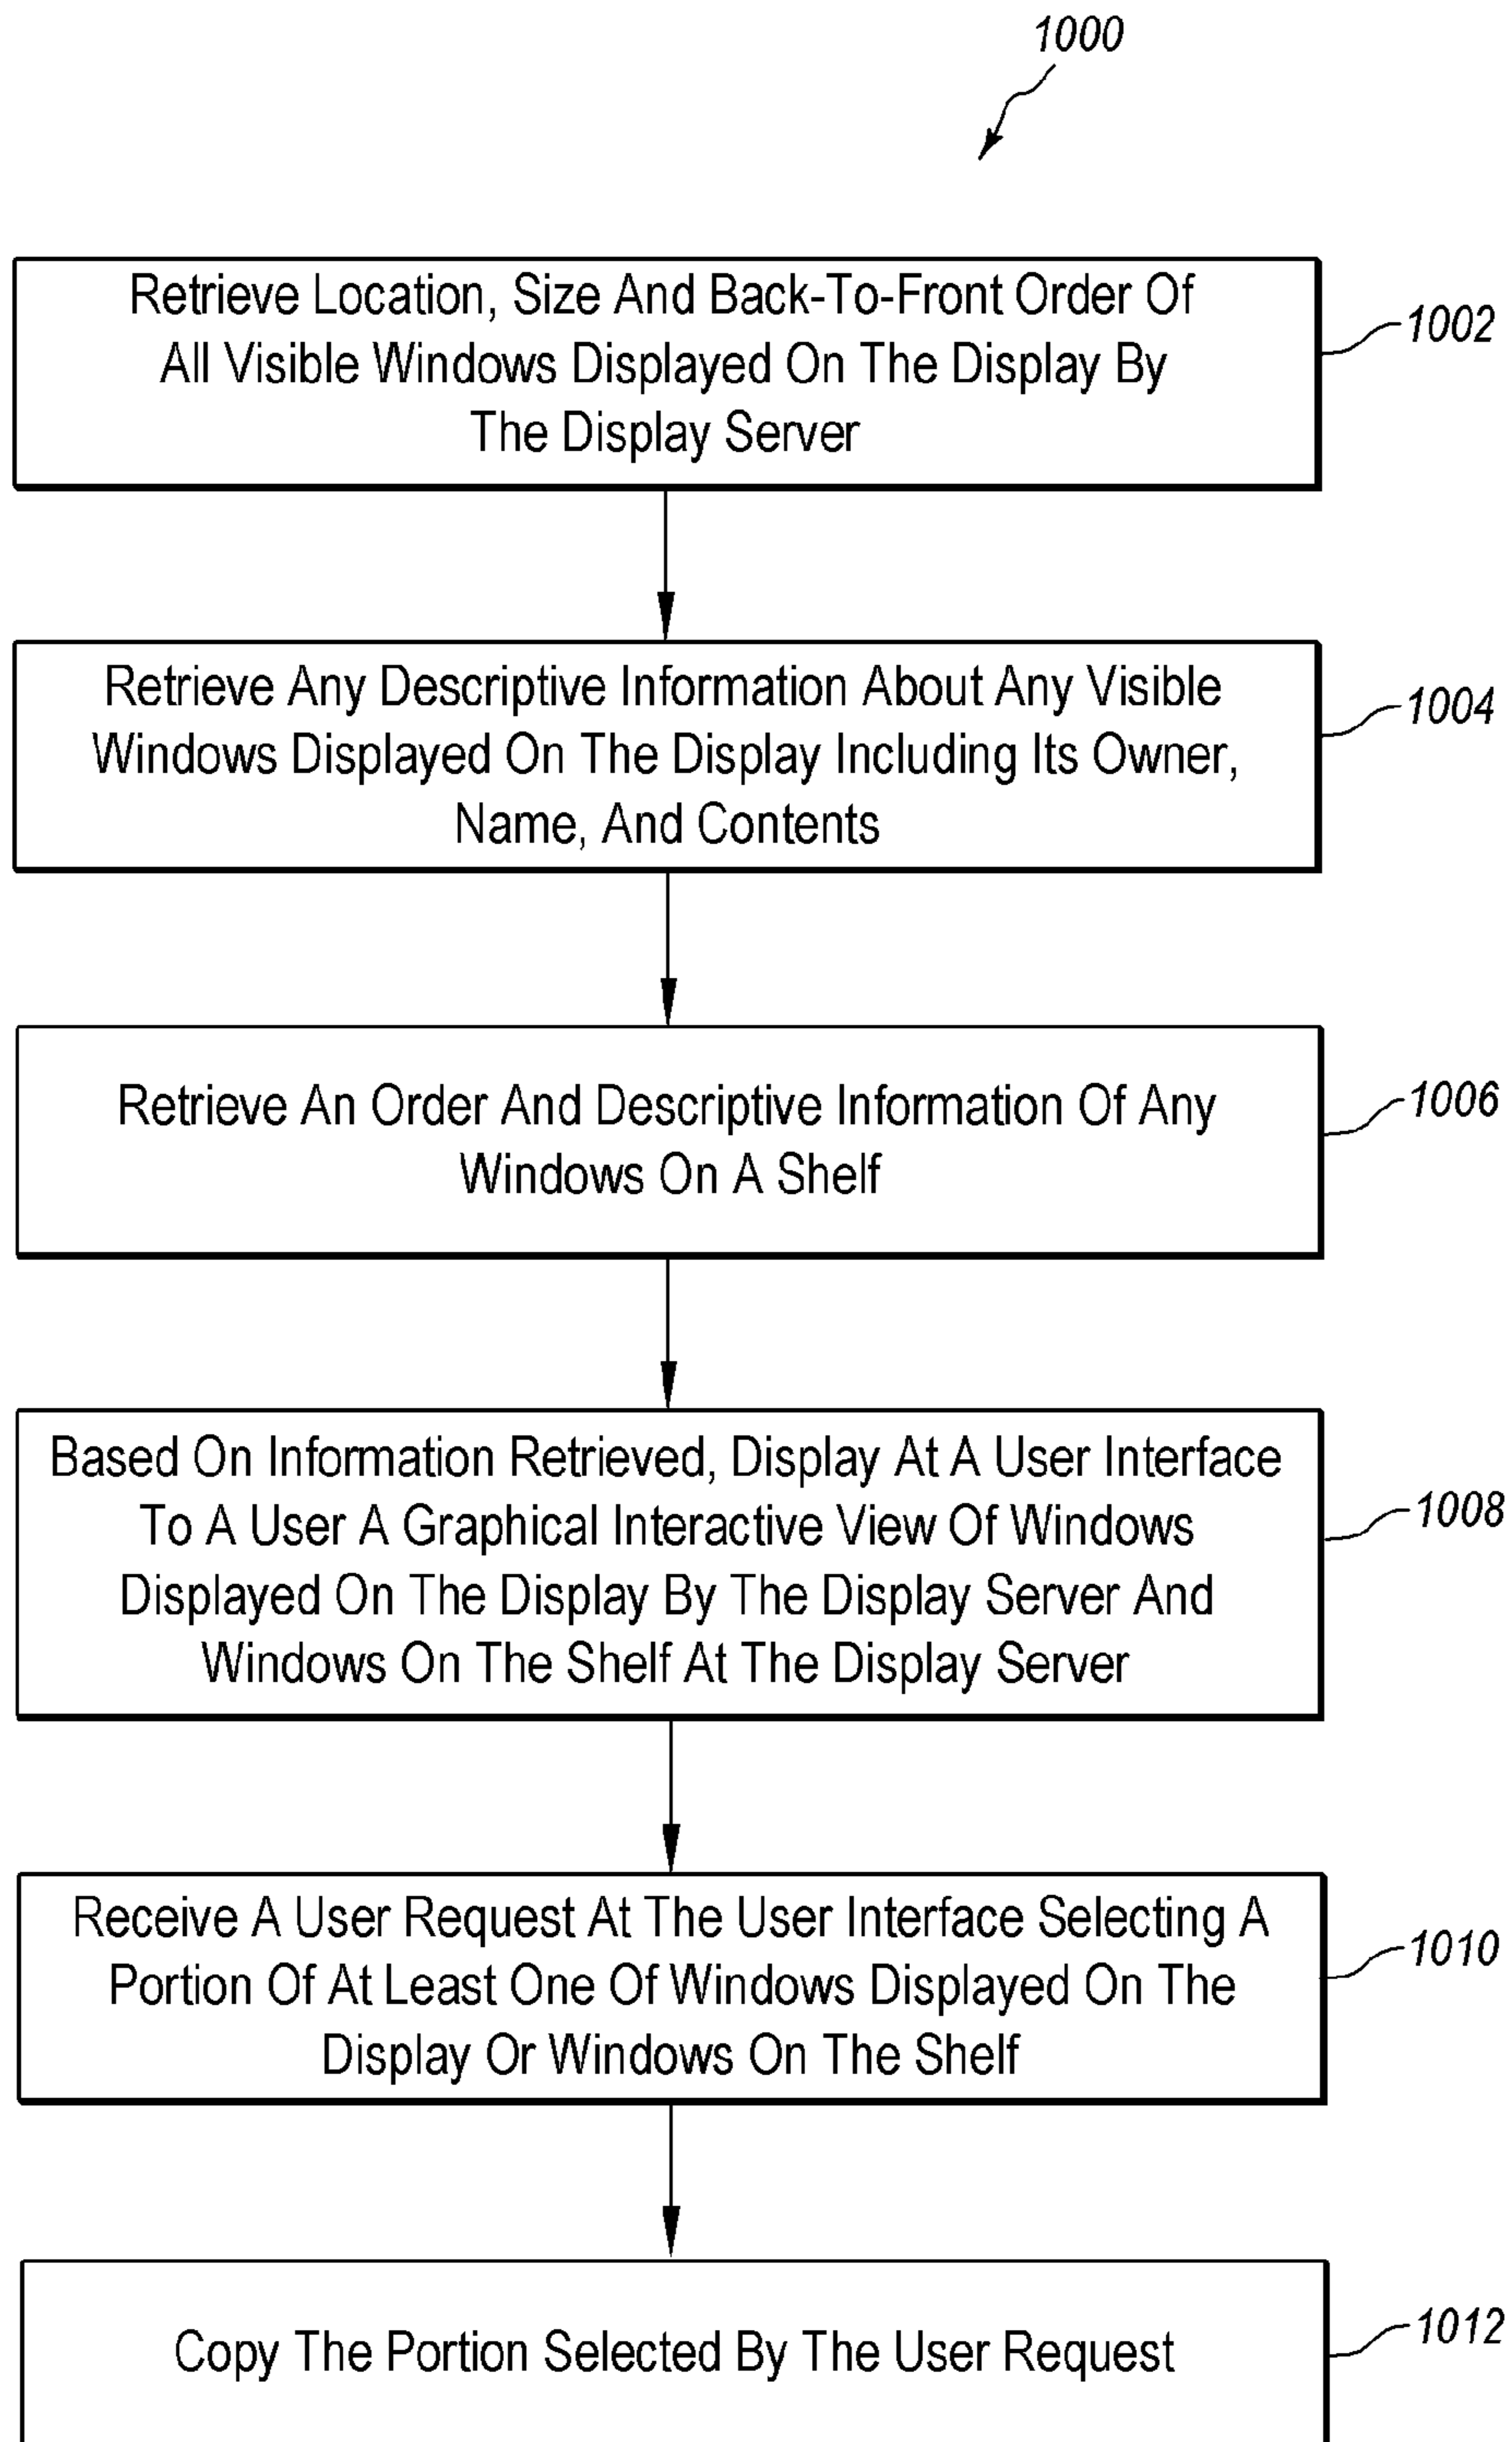 1000
Retrieve Location, Size And Back-To-Front Order Of
All Visible Windows Displayed On The Display By
The Display Server
1002
Retrieve Any Descriptive Information About Any Visible
Windows Displayed On The Display Including Its Owner,
Name, And Contents
1004
Retrieve An Order And Descriptive Information Of Any
Windows On A Shelf
1006
Based On Information Retrieved, Display At A User Interface
To A User A Graphical Interactive View Of Windows
Displayed On The Display By The Display Server And
Windows On The Shelf At The Display Server
1008
Receive A User Request At The User Interface Selecting A
Portion Of At Least One Of Windows Displayed On The
Display Or Windows On The Shelf
1010
Copy The Portion Selected By The User Request
1012